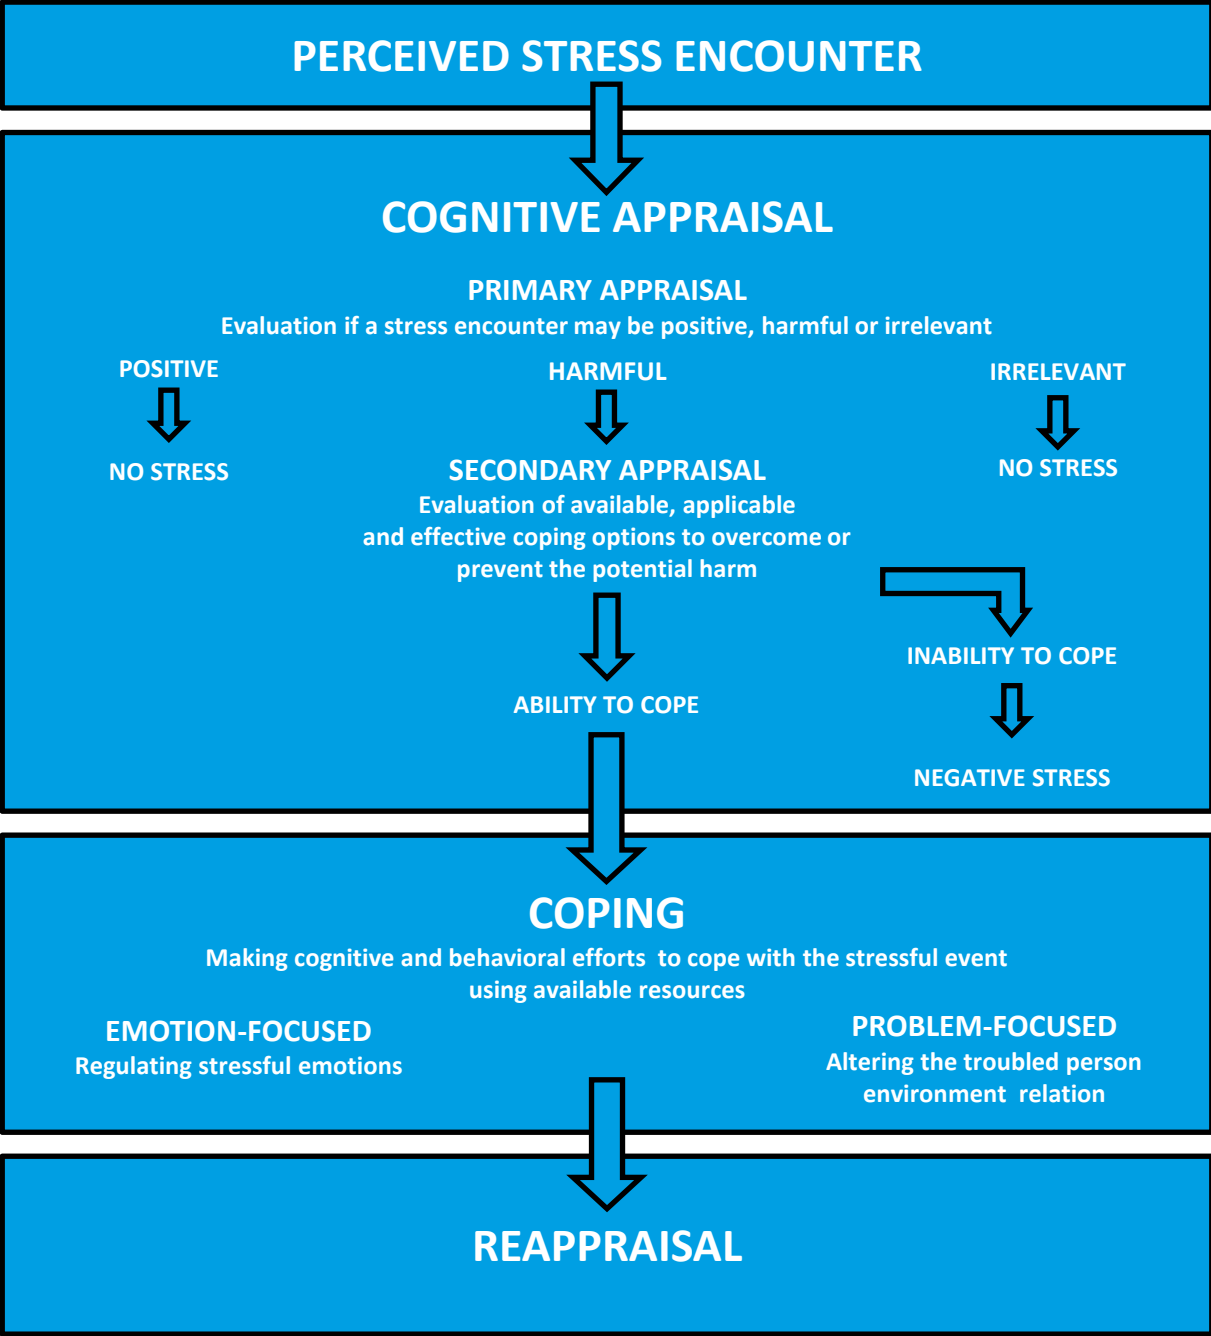 PERCEIVED STRESS ENCOUNTER
COGNITIVE APPRAISAL
PRIMARY APPRAISAL
Evaluation if a stress encounter may be positive, harmful or irrelevant
POSITIVE
HARMFUL
IRRELEVANT
NO STRESS
SECONDARY APPRAISAL
NO STRESS
Evaluation of available, applicable
and effective coping options to overcome or
prevent the potential harm
INABILITY TO COPE
ABILITY TO COPE
NEGATIVE STRESS
COPING
Making cognitive and behavioral efforts to cope with the stressful event
using available resources
EMOTION-FOCUSED
Regulating stressful emotions
PROBLEM-FOCUSED
Altering the troubled person
environment relation
REAPPRAISAL